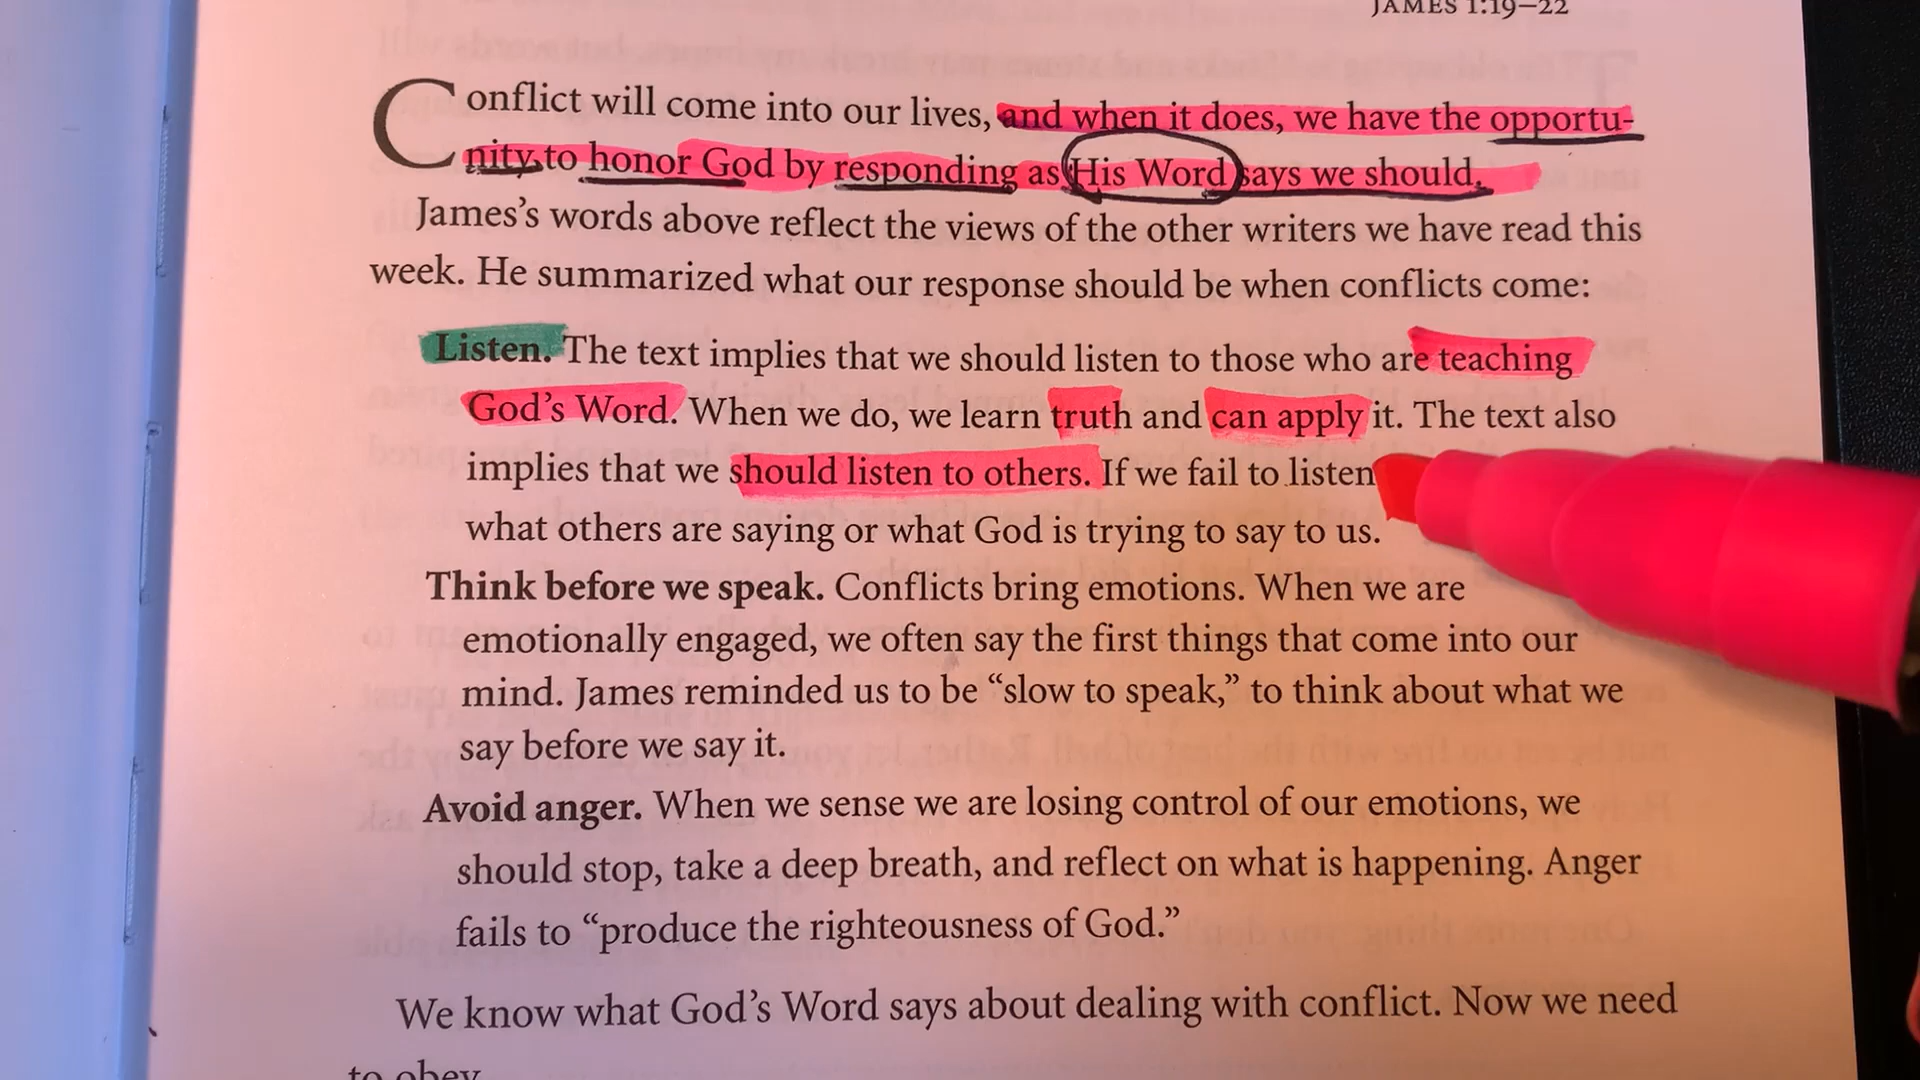 JAMES 1:19–22
Conflict will come into our lives, and when it does, we have the opportu-
nity to honor God by responding as His Word says we should.
James’s words above reflect the views of the other writers we have read this
week. He summarized what our response should be when conflicts come:
Listen. The text implies that we should listen to those who are teaching
God’s Word. When we do, we learn truth and can apply it. The text also
implies that we should listen to others. If we fail to listen
what others are saying or what God is trying to say to us.
Think before we speak. Conflicts bring emotions. When we are
emotionally engaged, we often say the first things that come into our
mind. James reminded us to be “slow to speak,” to think about what we
say before we say it.
Avoid anger. When we sense we are losing control of our emotions, we
should stop, take a deep breath, and reflect on what is happening. Anger
fails to “produce the righteousness of God.”
We know what God’s Word says about dealing with conflict. Now we need
to obey